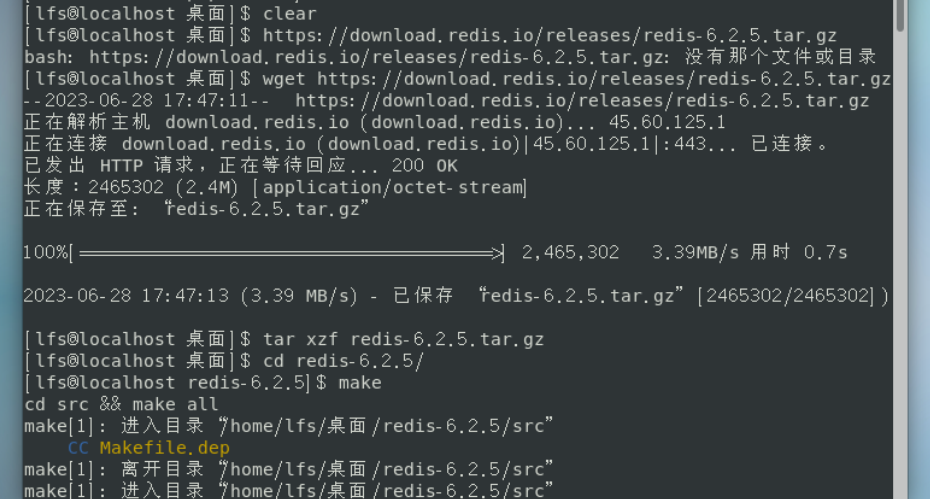 [lfs@localhost 桌面]$ clear
[lfs@localhost 桌面]$ https://download.redis.io/releases/redis-6.2.5.tar.gz
bash: https://download.redis.io/releases/redis-6.2.5.tar.gz: 没有那个文件或目录
[lfs@localhost 桌面]$ wget https://download.redis.io/releases/redis-6.2.5.tar.gz
--2023-06-28 17:47:11--  https://download.redis.io/releases/redis-6.2.5.tar.gz
正在解析主机 download.redis.io (download.redis.io)... 45.60.125.1
正在连接 download.redis.io (download.redis.io)|45.60.125.1|:443... 已连接。
已发出 HTTP 请求，正在等待回应... 200 OK
长度：2465302 (2.4M) [application/octet-stream]
正在保存至: “redis-6.2.5.tar.gz”
100%[======================================>] 2,465,302   3.39MB/s 用时 0.7s
2023-06-28 17:47:13 (3.39 MB/s) - 已保存 “redis-6.2.5.tar.gz” [2465302/2465302])
[lfs@localhost 桌面]$ tar xzf redis-6.2.5.tar.gz
[lfs@localhost 桌面]$ cd redis-6.2.5/
[lfs@localhost redis-6.2.5]$ make
cd src && make all
make[1]: 进入目录 “/home/lfs/桌面/redis-6.2.5/src”
    CC Makefile.dep
make[1]: 离开目录 “/home/lfs/桌面/redis-6.2.5/src”
make[1]: 进入目录 “/home/lfs/桌面/redis-6.2.5/src”